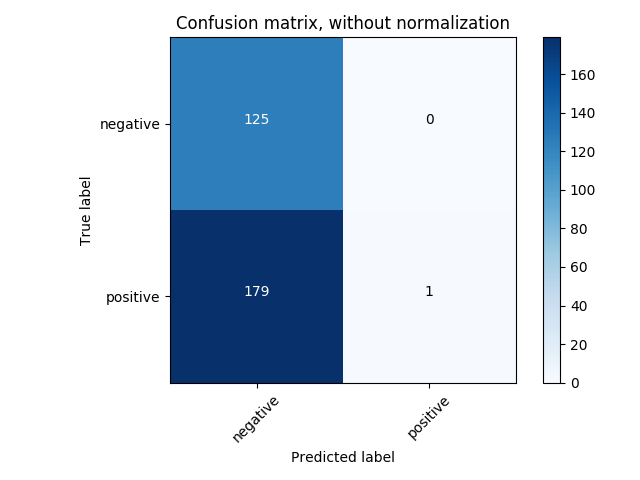 Confusion matrix, without normalization
True label
negative
positive
125
0
179
1
negative
positive
Predicted label
160
140
120
100
80
60
40
20
0